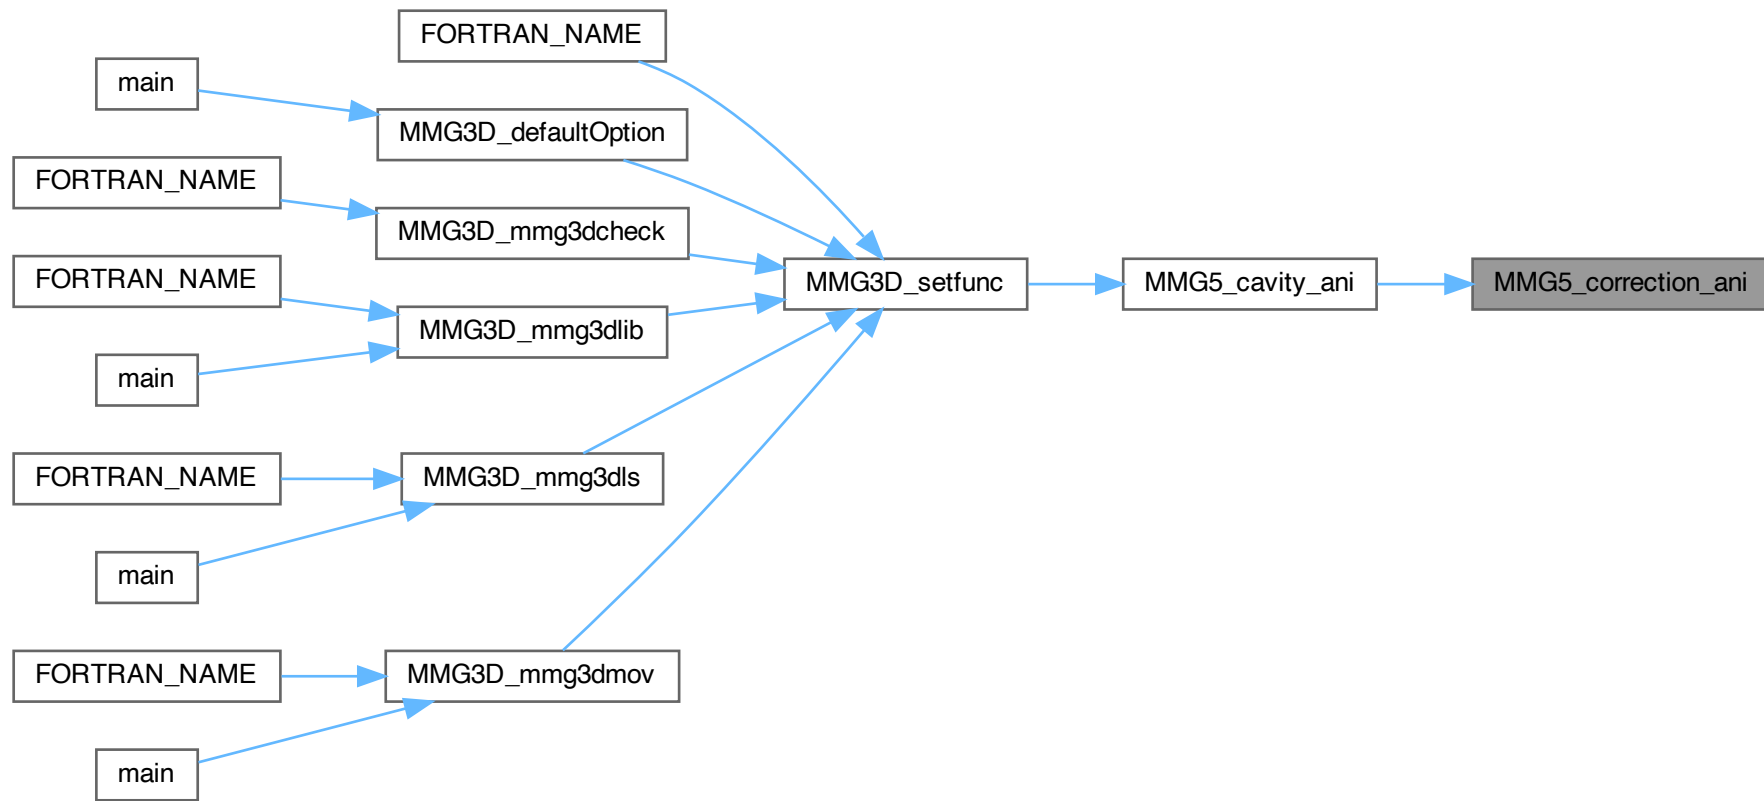 FORTRAN_NAME
main
MMG3D_defaultOption
FORTRAN_NAME
MMG3D_mmg3dcheck
FORTRAN_NAME
MMG3D_setfunc
MMG5_cavity_ani
MMG5_correction_ani
MMG3D_mmg3dlib
main
FORTRAN_NAME
MMG3D_mmg3dls
main
FORTRAN_NAME
MMG3D_mmg3dmov
main